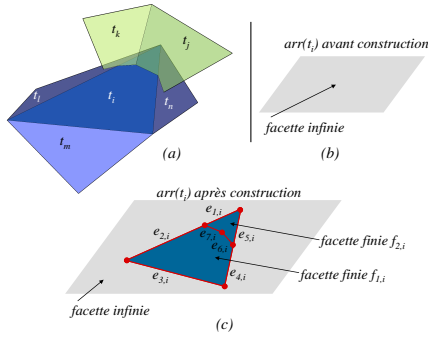 t_k
t_j
t_l
t_i
t_n
t_m
(a)
arr(t_i) avant construction
facette infinie
(b)
arr(t_i) après construction
e_{1,i}
e_{2,i}
e_{7,i}
e_{5,i}
e_{6,i}
e_{3,i}
e_{4,i}
facette finie f_{2,i}
facette finie f_{1,i}
facette infinie
(c)